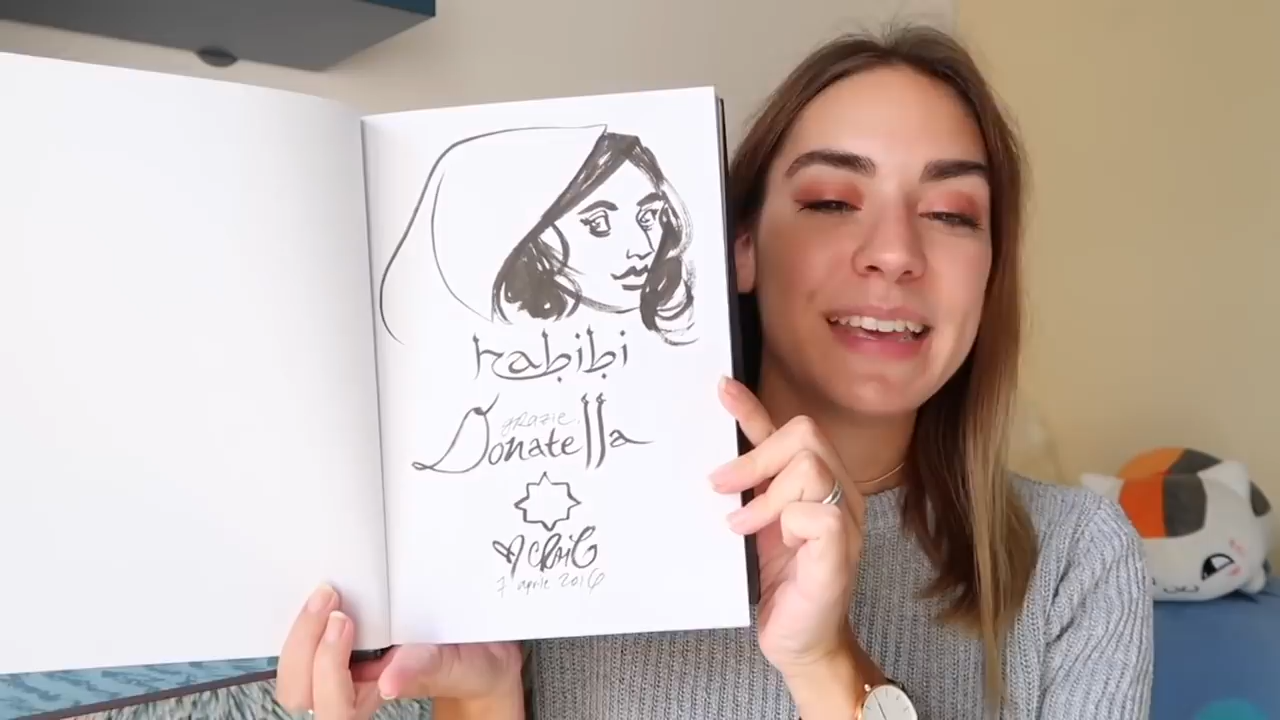 habibi
grazie,
Donatella
♥ CRAiG
7 aprile 2016